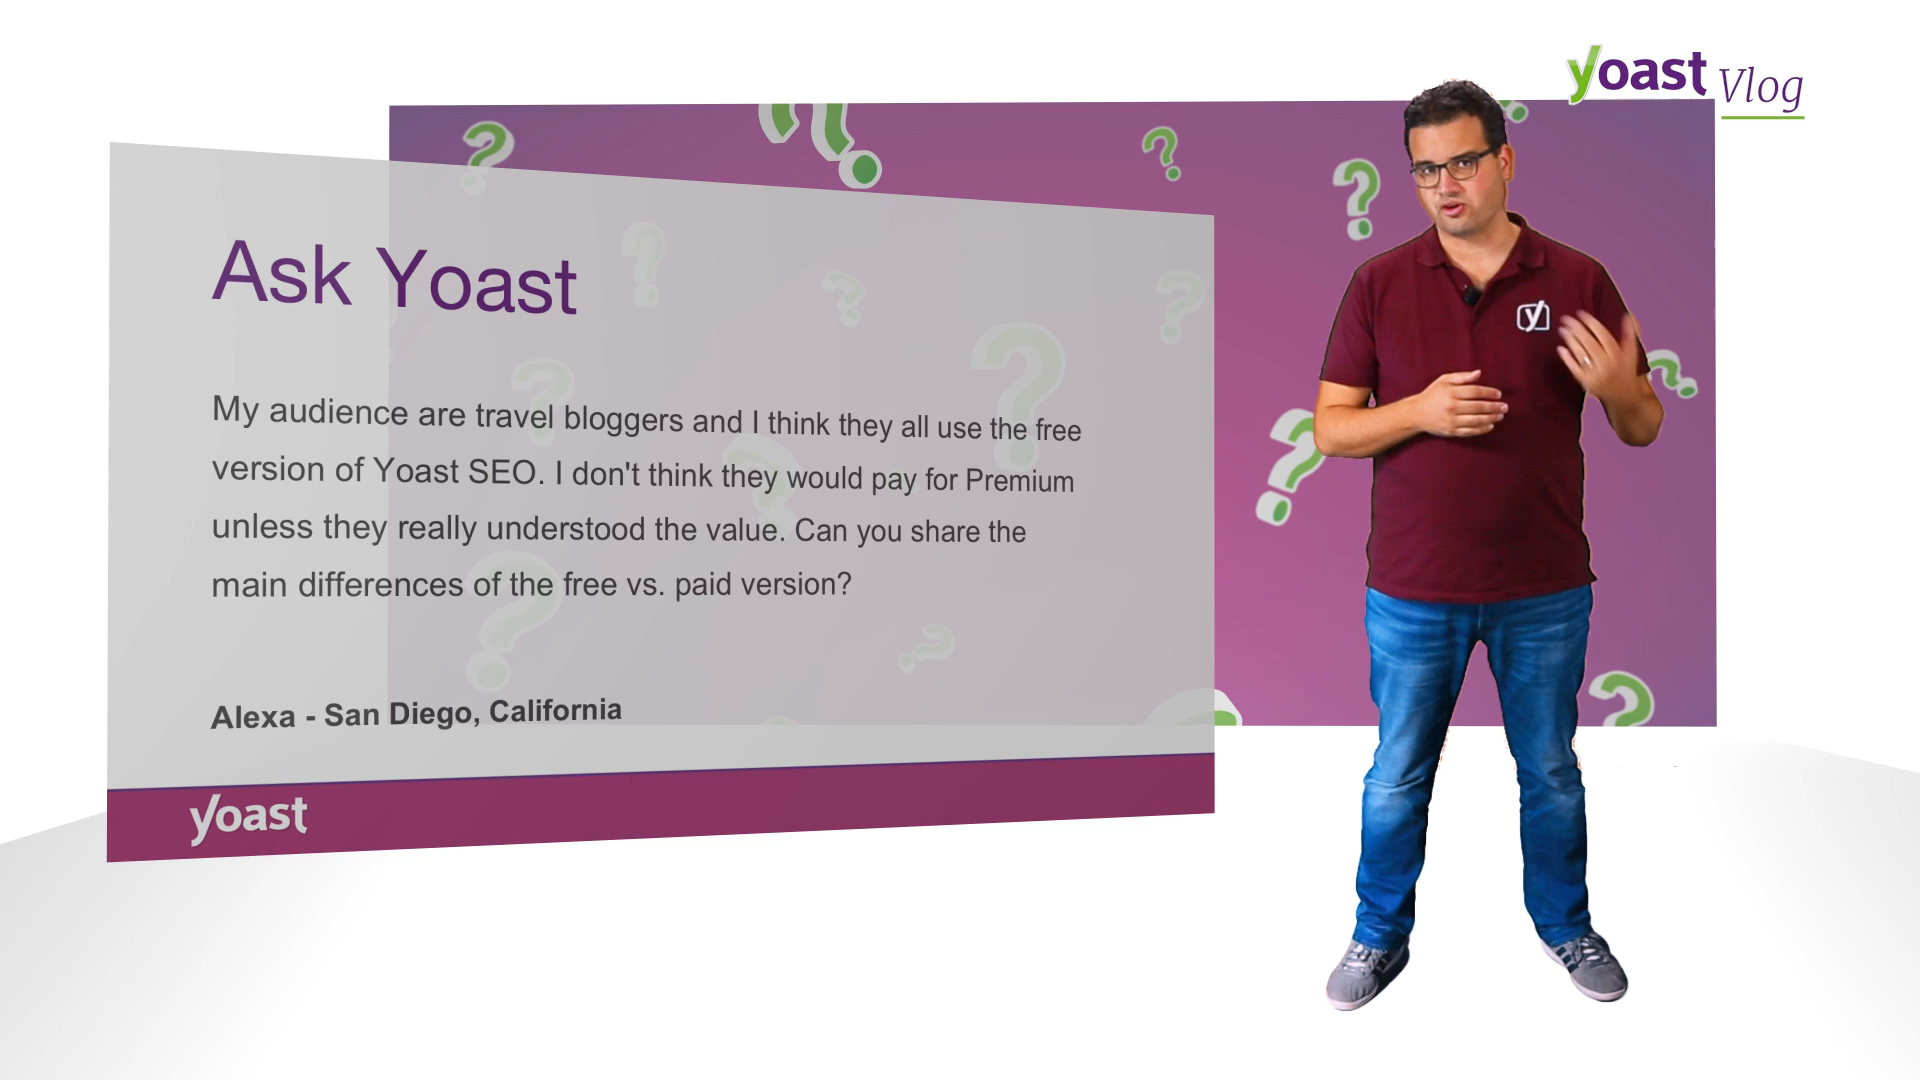 yoast Vlog
Ask Yoast
My audience are travel bloggers and I think they all use the free
version of Yoast SEO. I don't think they would pay for Premium
unless they really understood the value. Can you share the
main differences of the free vs. paid version?
Alexa - San Diego, California
yoast
y